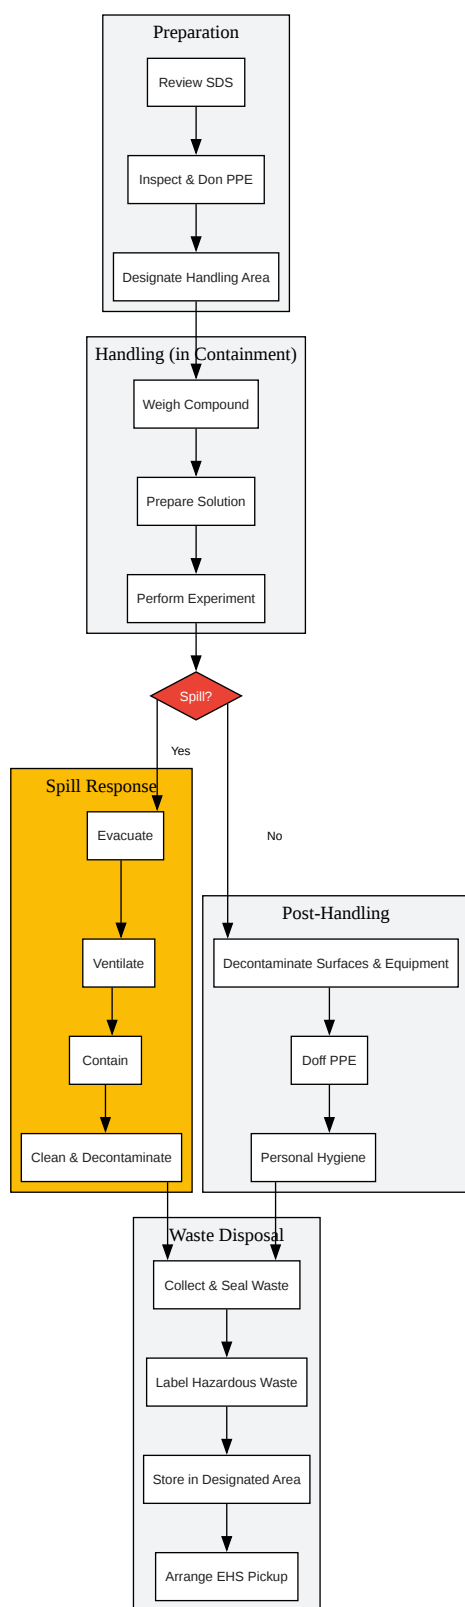 Preparation
Review SDS
Inspect & Don PPE
Designate Handling Area
Handling (in Containment)
Weigh Compound
Prepare Solution
Perform Experiment
Spill?
Yes
No
Spill Response
Evacuate
Ventilate
Contain
Clean & Decontaminate
Post-Handling
Decontaminate Surfaces & Equipment
Doff PPE
Personal Hygiene
Waste Disposal
Collect & Seal Waste
Label Hazardous Waste
Store in Designated Area
Arrange EHS Pickup